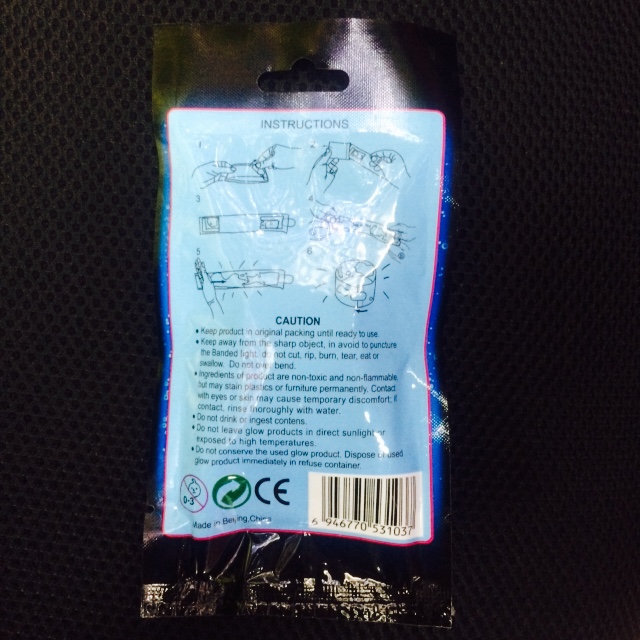 INSTRUCTIONS
1
3
5
CAUTION
• Keep product in original packing until ready to use.
• Keep away from the sharp object, in avoid to puncture
the Banded light, do not cut, rip, burn, tear, eat or
swallow. Do not over bend.
• Ingredients of product are non-toxic and non-flammable
but may stain plastics or furniture permanently. Contact
with eyes or skin may cause temporary discomfort; if
contact, rinse thoroughly with water.
• Do not drink or ingest contens.
• Do not leave glow products in direct sunlight or
exposed to high temperatures.
• Do not conserve the used glow product. Dispose of used
glow product immediately in refuse container.
0-3 CE
Made in Beijing, China
6 946770 531037